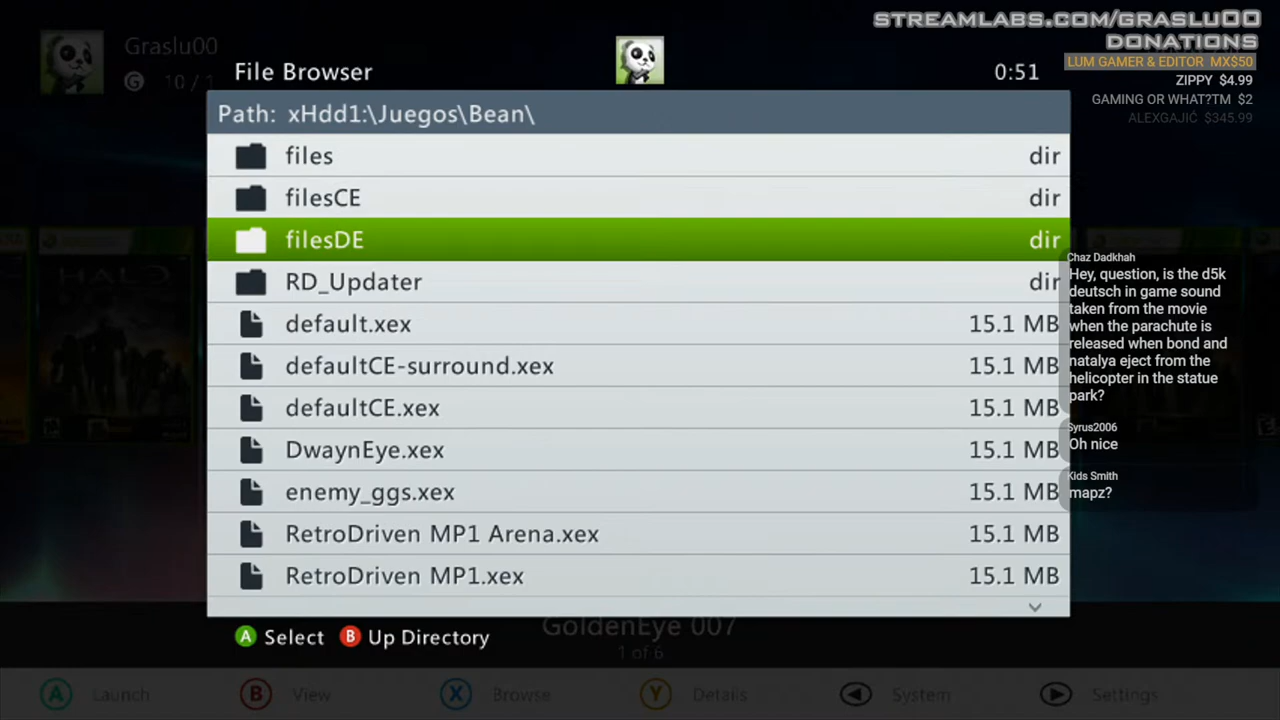 STREAMLABS.COM/GRASLU00
DONATIONS
LUM GAMER & EDITOR MX$50
ZIPPY $4.99
GAMING OR WHAT?TM $2
ALEXGAJIĆ $345.99
Graslu00
G 10 / 1
File Browser
0:51
Path: xHdd1:\Juegos\Bean\
files dir
filesCE dir
filesDE dir
RD_Updater dir
default.xex 15.1 MB
defaultCE-surround.xex 15.1 MB
defaultCE.xex 15.1 MB
DwaynEye.xex 15.1 MB
enemy_ggs.xex 15.1 MB
RetroDriven MP1 Arena.xex 15.1 MB
RetroDriven MP1.xex 15.1 MB
Chaz Dadkhah
Hey, question, is the d5k
deutsch in game sound
taken from the movie
when the parachute is
released when bond and
natalya eject from the
helicopter in the statue
park?
Syrus2006
Oh nice
Kids Smith
mapz?
HALO
A Select B Up Directory
GoldenEye 007
1 of 6
A Launch B View X Browse Y Details System Settings